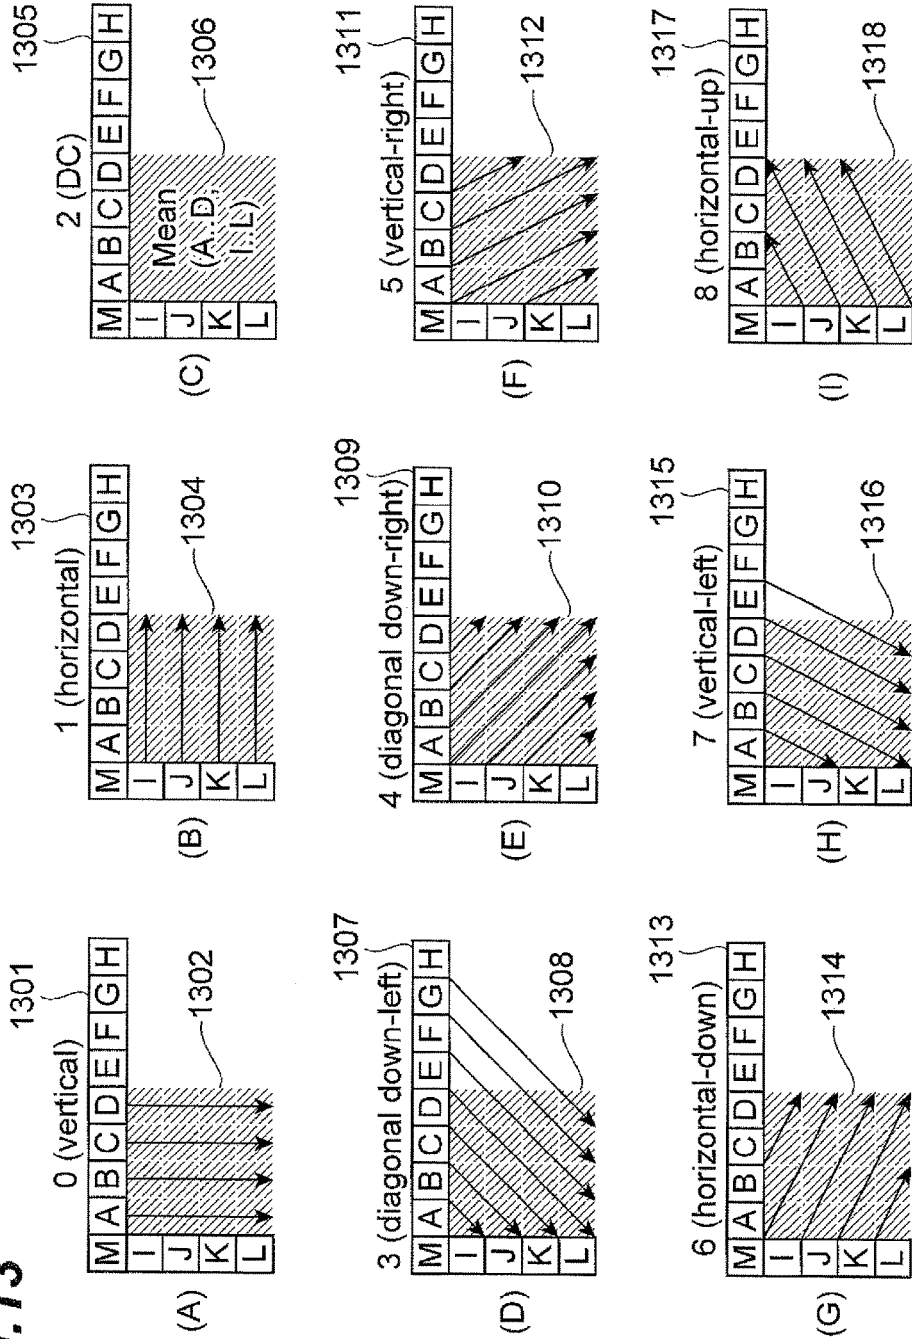 .13
1301
0 (vertical)
M A B C D E F G H
I
J
K
L
1302
(A)
1303
1 (horizontal)
M A B C D E F G H
I
J
K
L
1304
(B)
1305
2 (DC)
M A B C D E F G H
I
J
K
L
Mean
(A..D,
I..L)
1306
(C)
1307
3 (diagonal down-left)
M A B C D E F G H
I
J
K
L
1308
(D)
1309
4 (diagonal down-right)
M A B C D E F G H
I
J
K
L
1310
(E)
1311
5 (vertical-right)
M A B C D E F G H
I
J
K
L
1312
(F)
1313
6 (horizontal-down)
M A B C D E F G H
I
J
K
L
1314
(G)
1315
7 (vertical-left)
M A B C D E F G H
I
J
K
L
1316
(H)
1317
8 (horizontal-up)
M A B C D E F G H
I
J
K
L
1318
(I)